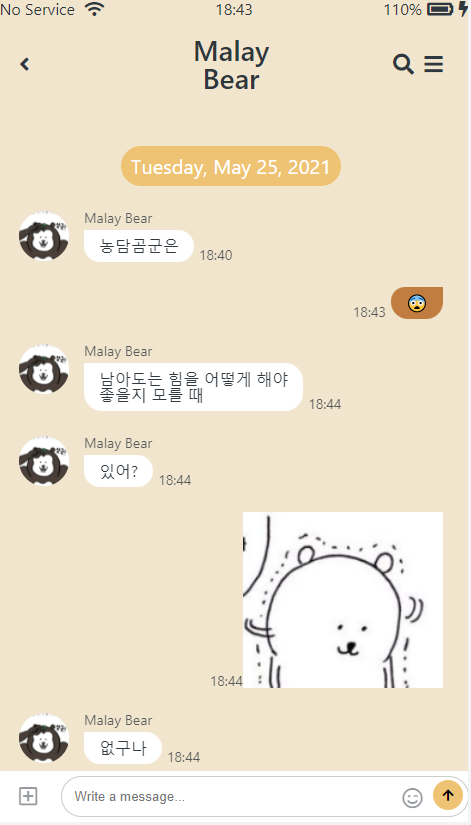 No Service 18:43 110%
Malay
Bear
Tuesday, May 25, 2021
Malay Bear
농담곰군은
18:40
18:43
😨
Malay Bear
남아도는 힘을 어떻게 해야
좋을지 모를 때
18:44
Malay Bear
있어?
18:44
18:44
Malay Bear
없구나
18:44
Write a message...